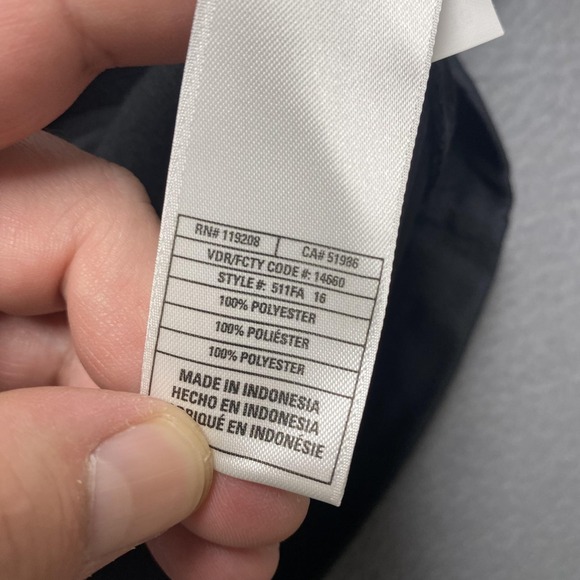 RN# 119208 CA# 51986
VDR/FCTY CODE #: 14660
STYLE #: 511FA 16
100% POLYESTER
100% POLIÉSTER
100% POLYESTER
MADE IN INDONESIA
HECHO EN INDONESIA
BRIQUÉ EN INDONÉSIE